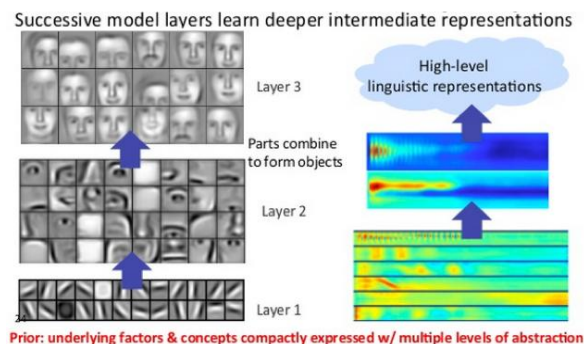 Successive model layers learn deeper intermediate representations
Layer 3
High-level
linguistic representations
Parts combine
to form objects
Layer 2
Layer 1
24
Prior: underlying factors & concepts compactly expressed w/ multiple levels of abstraction